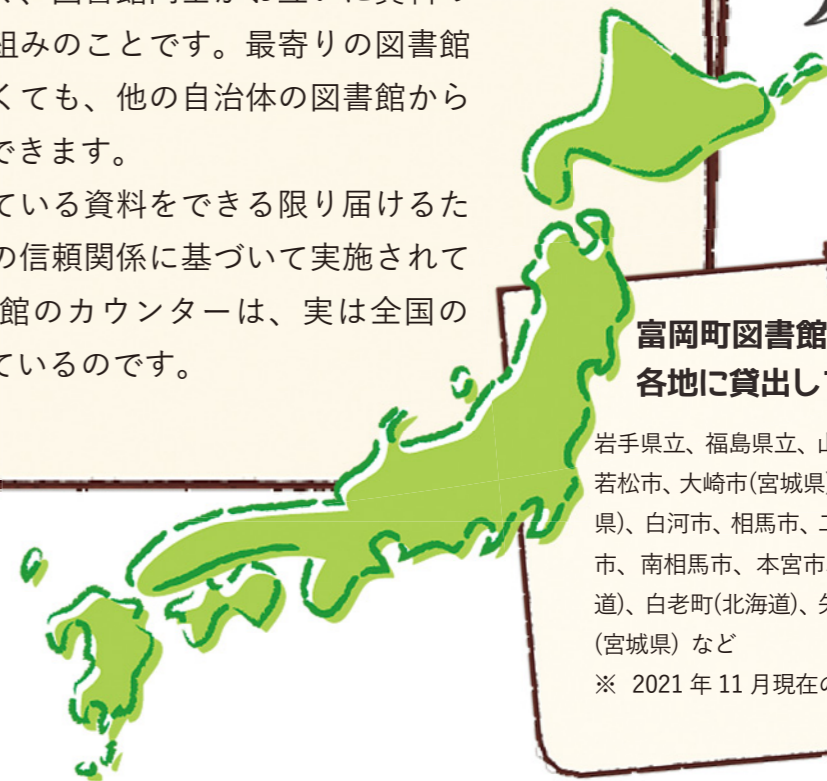 組みのことです。最寄りの図書館
くても、他の自治体の図書館から
できます。
ている資料をできる限り届けるた
の信頼関係に基づいて実施されて
館のカウンターは、実は全国の
ているのです。
富岡町図書館
各地に貸出し
岩手県立、福島県立、山
若松市、大崎市(宮城県)
県)、白河市、相馬市、二
市、南相馬市、本宮市
道)、白老町(北海道)、矢
(宮城県) など
※ 2021 年 11 月現在の